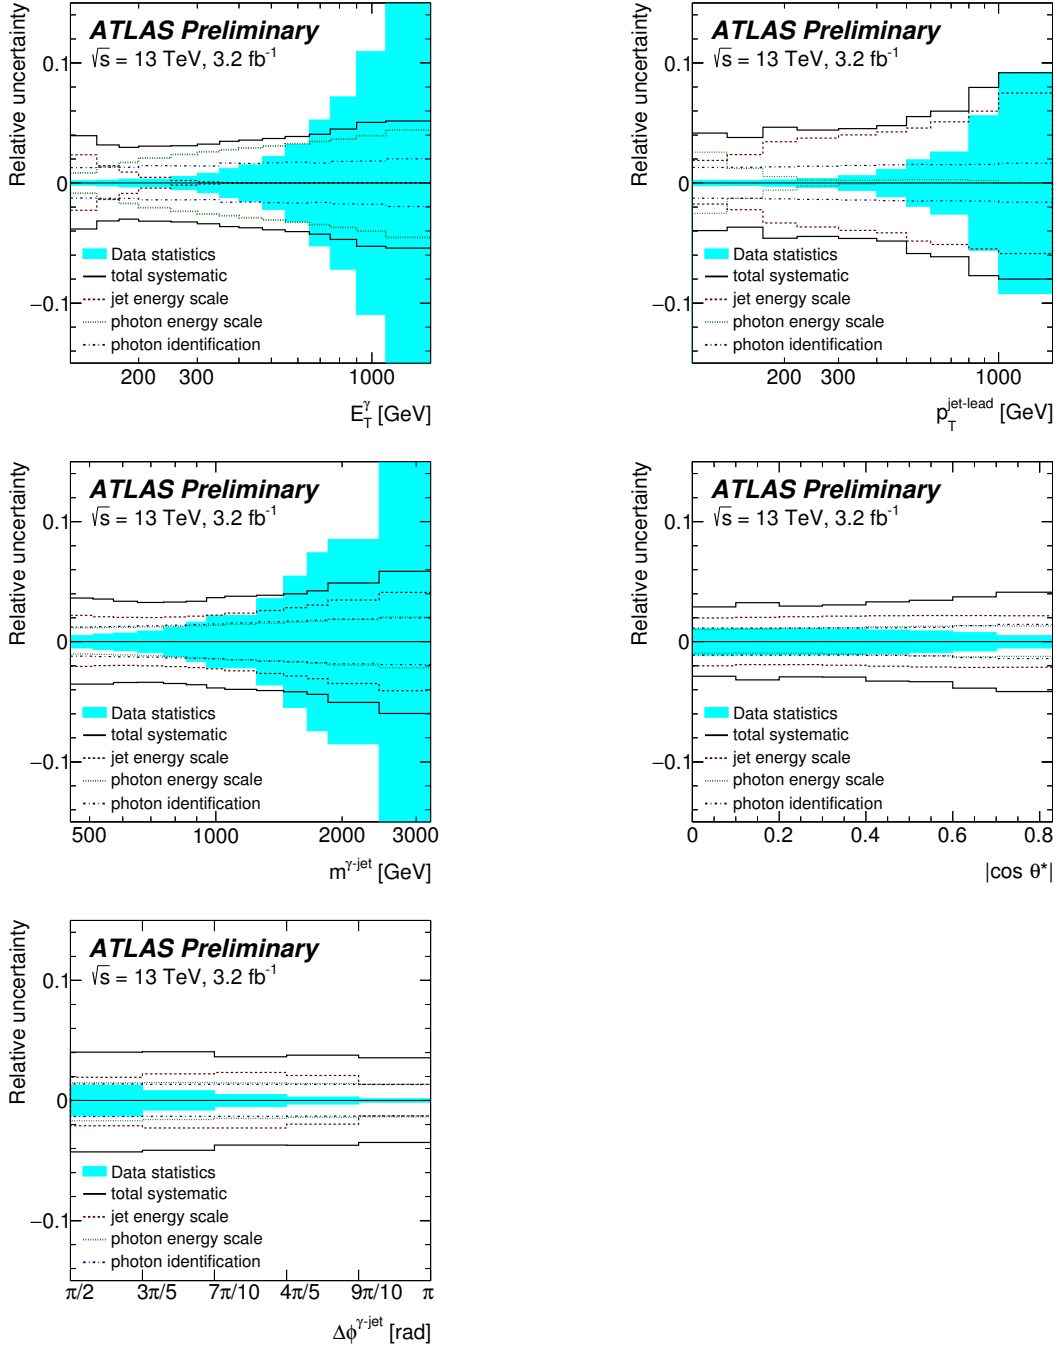 ATLAS Preliminary
√s = 13 TeV, 3.2 fb⁻¹
Relative uncertainty
0.1
0
−0.1
Data statistics
total systematic
jet energy scale
photon energy scale
photon identification
200 300 1000
E_T^γ [GeV]
ATLAS Preliminary
√s = 13 TeV, 3.2 fb⁻¹
Relative uncertainty
0.1
0
−0.1
Data statistics
total systematic
jet energy scale
photon energy scale
photon identification
200 300 1000
p_T^jet-lead [GeV]
ATLAS Preliminary
√s = 13 TeV, 3.2 fb⁻¹
Relative uncertainty
0.1
0
−0.1
Data statistics
total systematic
jet energy scale
photon energy scale
photon identification
500 1000 2000 3000
m^γ-jet [GeV]
ATLAS Preliminary
√s = 13 TeV, 3.2 fb⁻¹
Relative uncertainty
0.1
0
−0.1
Data statistics
total systematic
jet energy scale
photon energy scale
photon identification
0 0.2 0.4 0.6 0.8
|cos θ*|
ATLAS Preliminary
√s = 13 TeV, 3.2 fb⁻¹
Relative uncertainty
0.1
0
−0.1
Data statistics
total systematic
jet energy scale
photon energy scale
photon identification
π/2 3π/5 7π/10 4π/5 9π/10 π
Δϕ^γ-jet [rad]